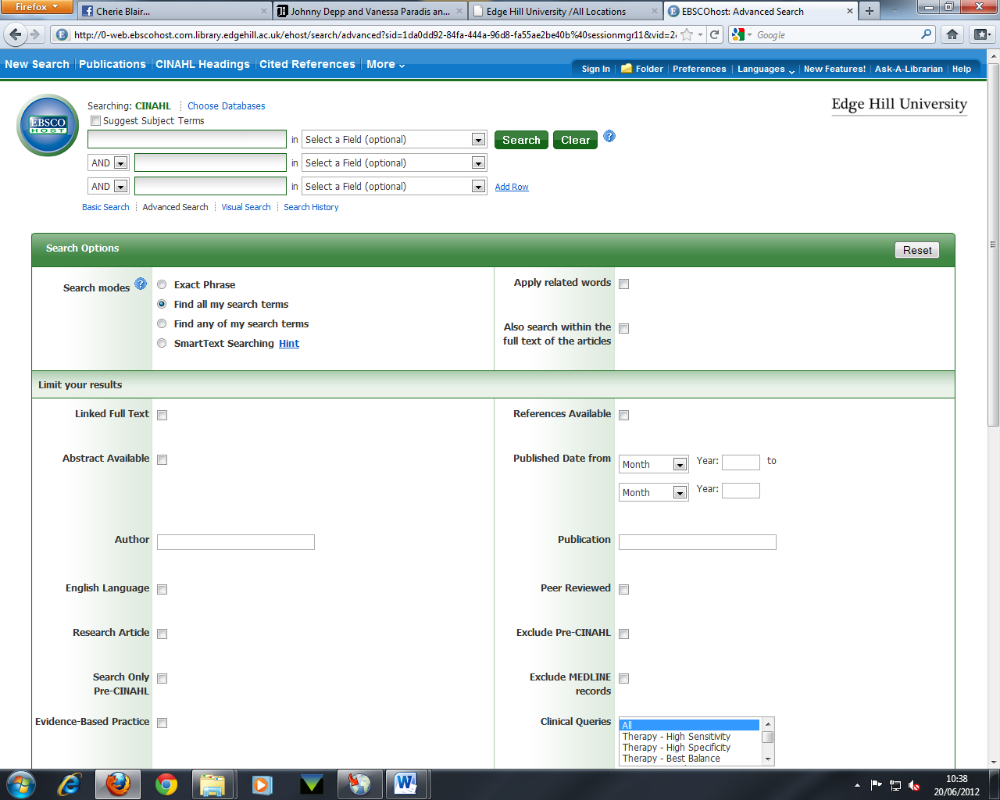 Firefox
Cherie Blair...
Johnny Depp and Vanessa Paradis an...
Edge Hill University /All Locations
EBSCOhost: Advanced Search
http://0-web.ebscohost.com.library.edgehill.ac.uk/ehost/search/advanced?sid=1da0dd92-84fa-444a-96d8-fa55ae2be40b%40sessionmgr11&vid=2
Google
New Search Publications CINAHL Headings Cited References More
Sign In Folder Preferences Languages New Features! Ask-A-Librarian Help
EBSCO
HOST
Searching: CINAHL Choose Databases
Edge Hill University
Suggest Subject Terms
in Select a Field (optional) Search Clear ?
AND in Select a Field (optional)
AND in Select a Field (optional) Add Row
Basic Search Advanced Search Visual Search Search History
Search Options Reset
Search modes ? Exact Phrase
Find all my search terms
Find any of my search terms
SmartText Searching Hint
Apply related words
Also search within the
full text of the articles
Limit your results
Linked Full Text References Available
Abstract Available Published Date from Month Year: to
Month Year:
Author Publication
English Language Peer Reviewed
Research Article Exclude Pre-CINAHL
Search Only
Pre-CINAHL
Exclude MEDLINE
records
Evidence-Based Practice Clinical Queries All
Therapy - High Sensitivity
Therapy - High Specificity
Therapy - Best Balance
10:38
20/06/2012